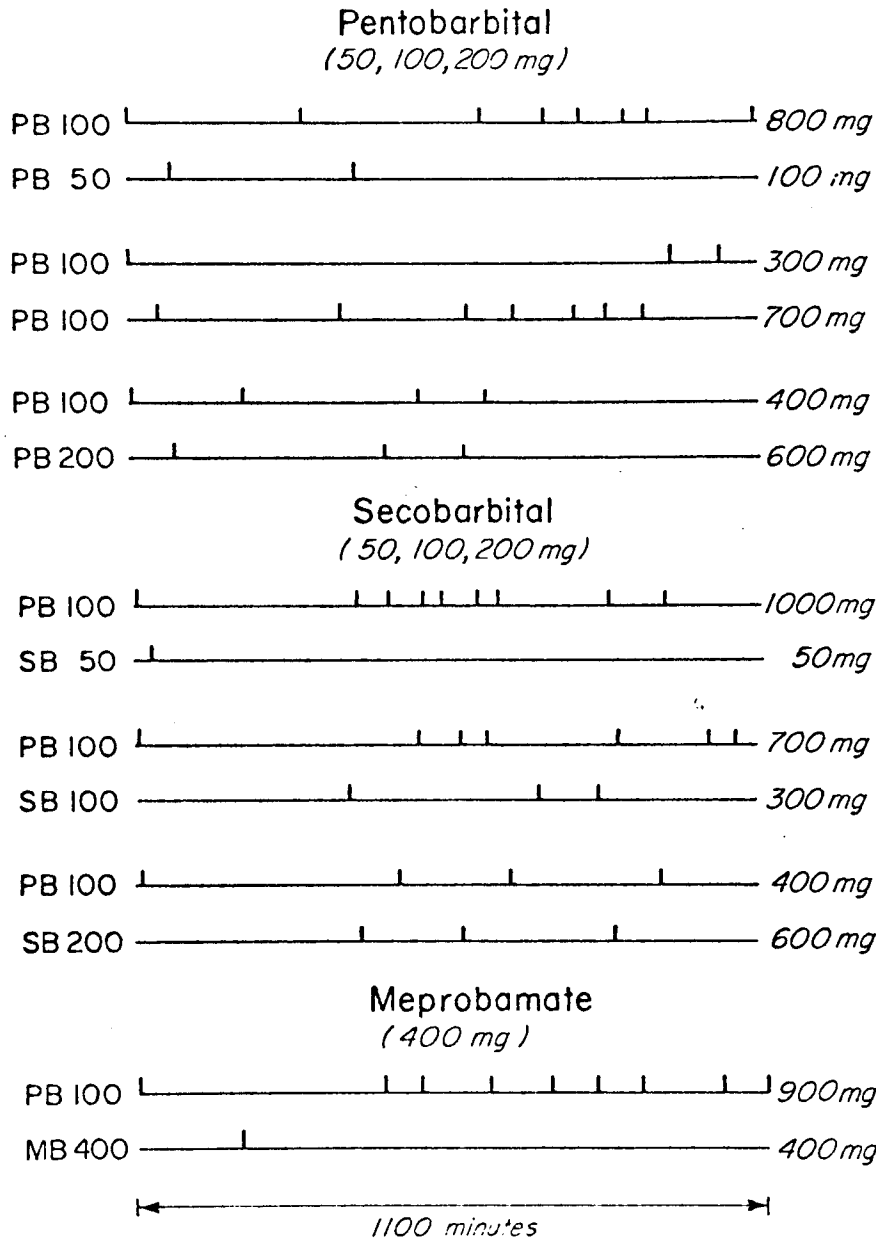 Pentobarbital
(50, 100, 200 mg)
PB 100 800 mg
PB 50 100 mg
PB 100 300 mg
PB 100 700 mg
PB 100 400 mg
PB 200 600 mg
Secobarbital
(50, 100, 200 mg)
PB 100 1000 mg
SB 50 50 mg
PB 100 700 mg
SB 100 300 mg
PB 100 400 mg
SB 200 600 mg
Meprobamate
(400 mg)
PB 100 900 mg
MB 400 400 mg
1100 minutes